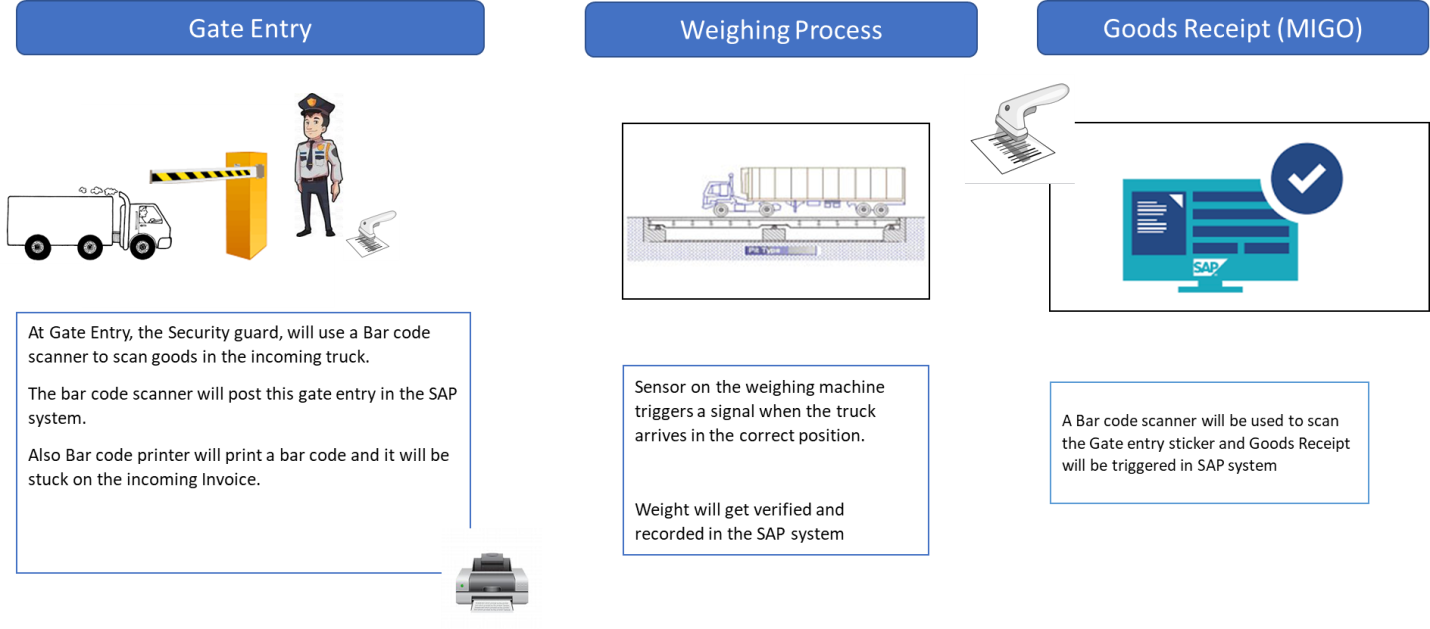 Gate Entry
Weighing Process
Goods Receipt (MIGO)
SAP
At Gate Entry, the Security guard, will use a Bar code
scanner to scan goods in the incoming truck.
The bar code scanner will post this gate entry in the SAP
system.
Also Bar code printer will print a bar code and it will be
stuck on the incoming Invoice.
Sensor on the weighing machine
triggers a signal when the truck
arrives in the correct position.
Weight will get verified and
recorded in the SAP system
A Bar code scanner will be used to scan
the Gate entry sticker and Goods Receipt
will be triggered in SAP system